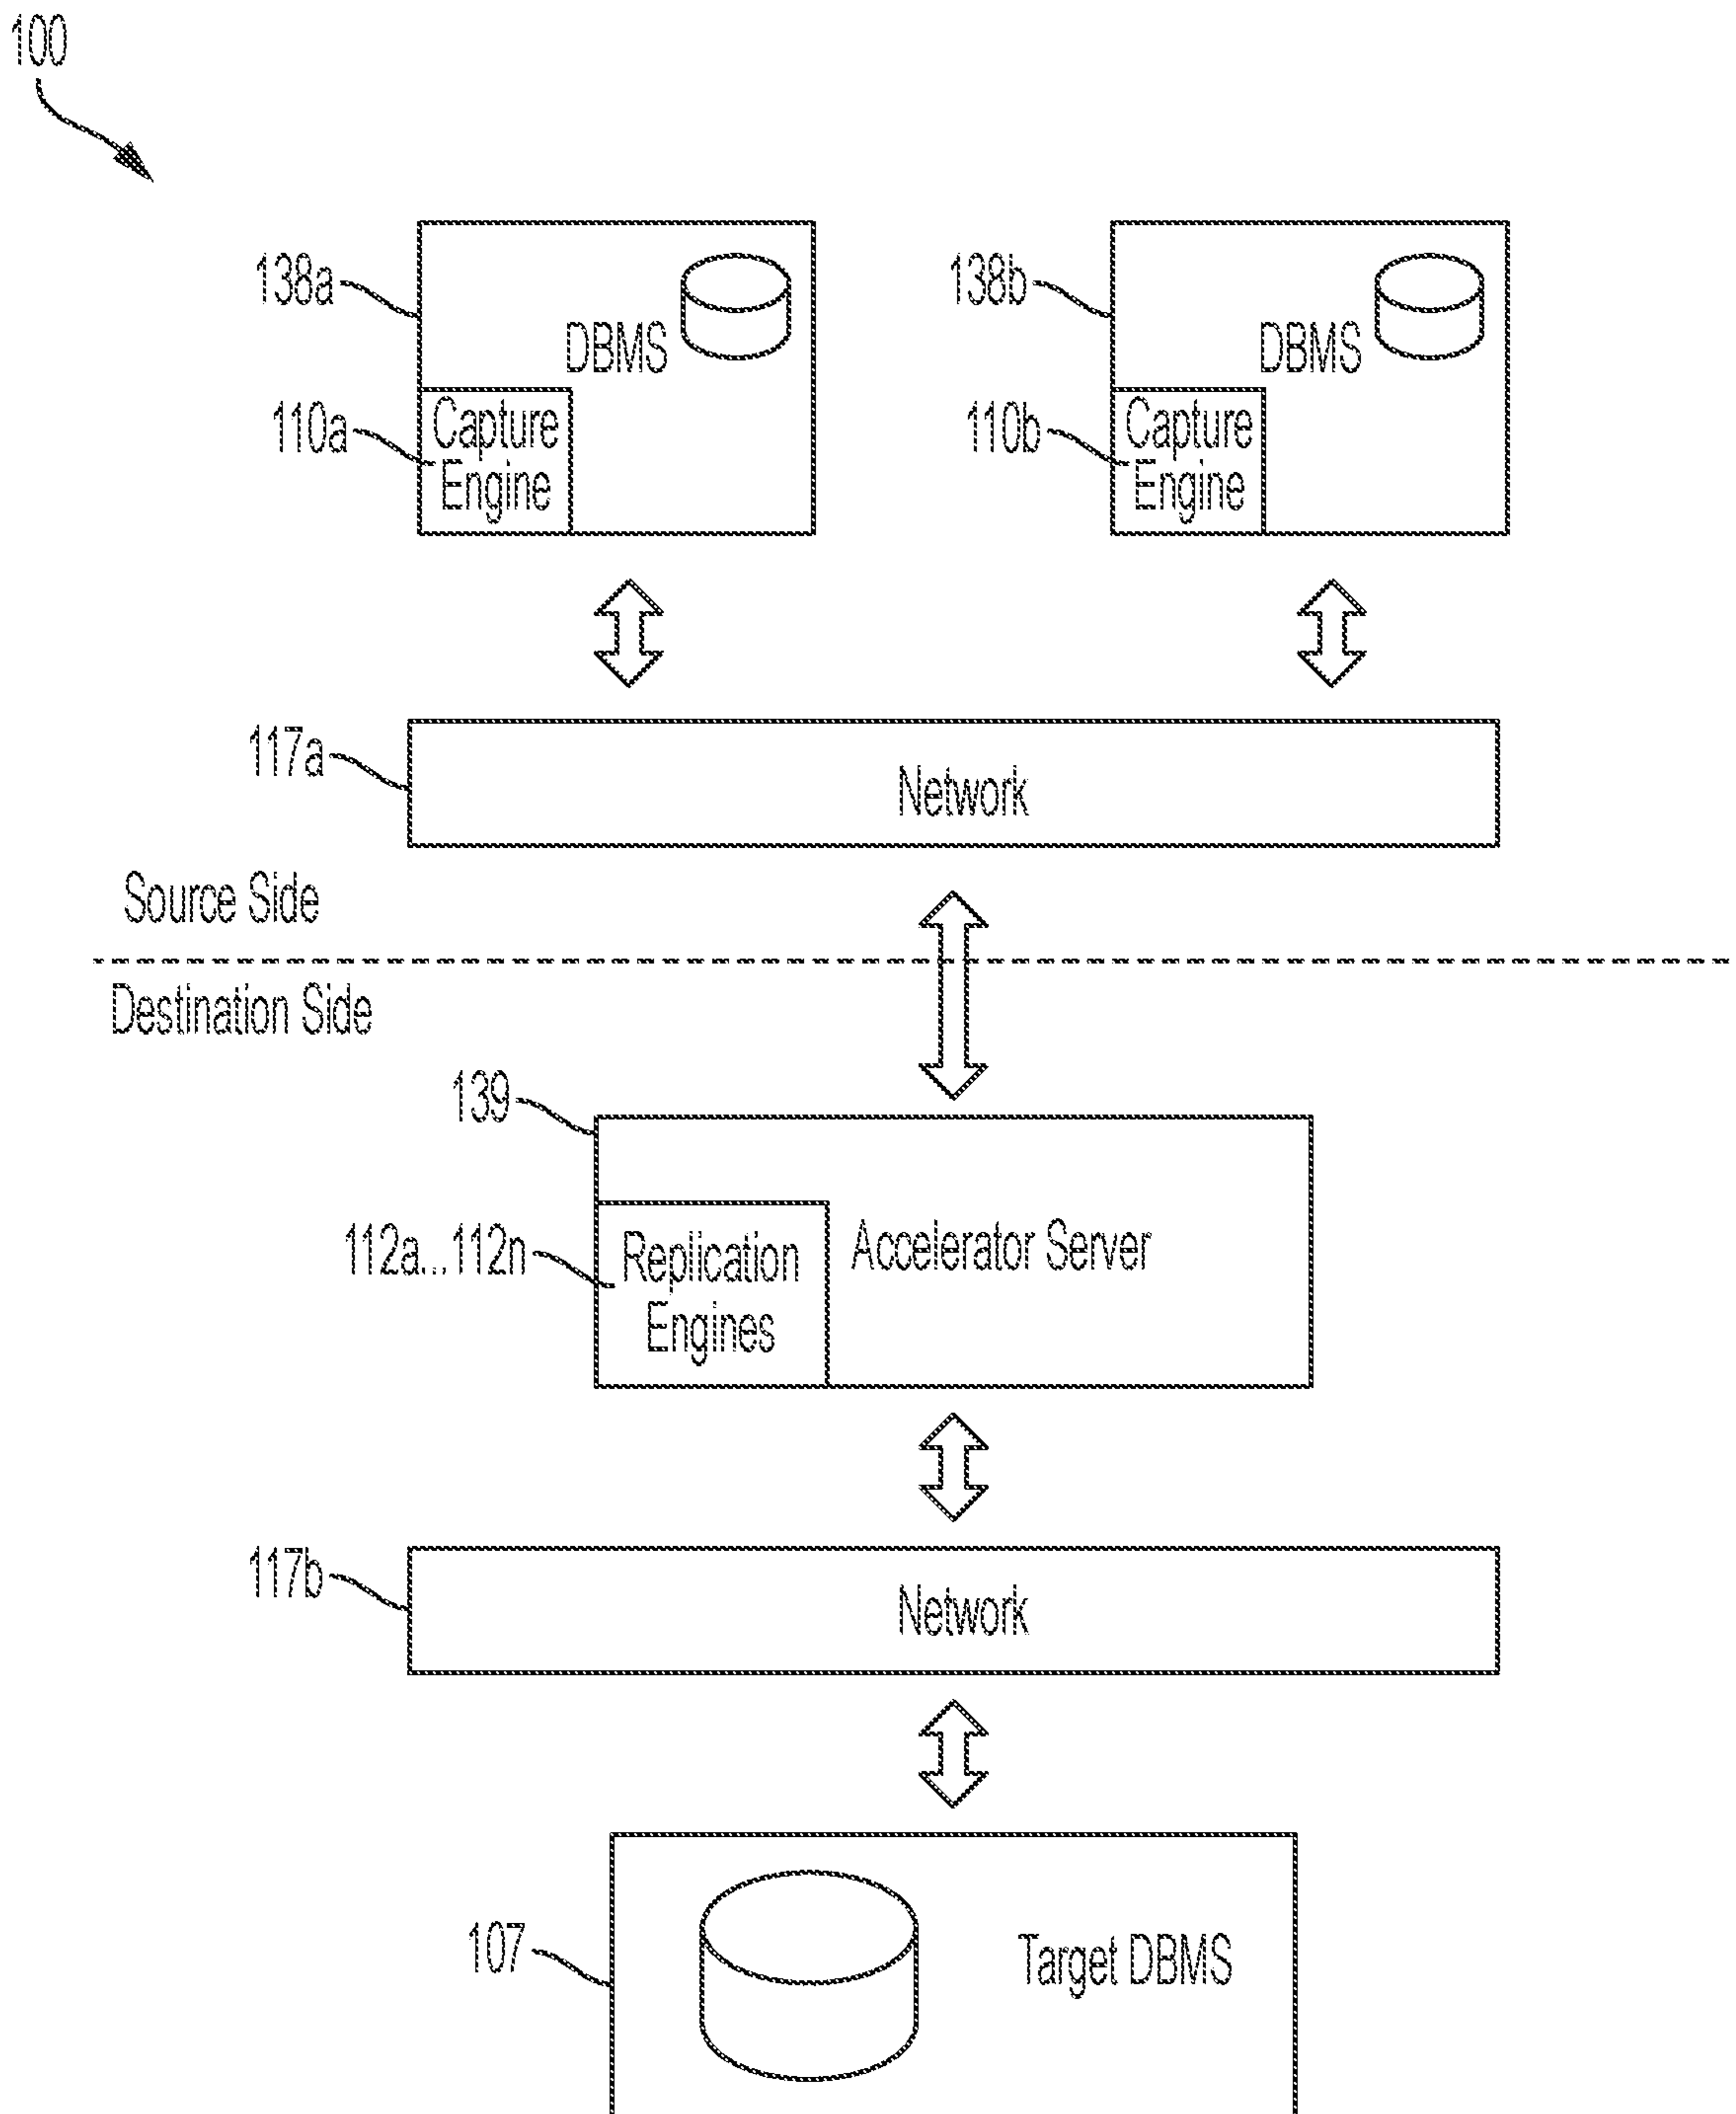 100
138a
DBMS
110a
Capture
Engine
138b
DBMS
110b
Capture
Engine
117a
Network
Source Side
Destination Side
139
112a...112n
Replication
Engines
Accelerator Server
117b
Network
107
Target DBMS